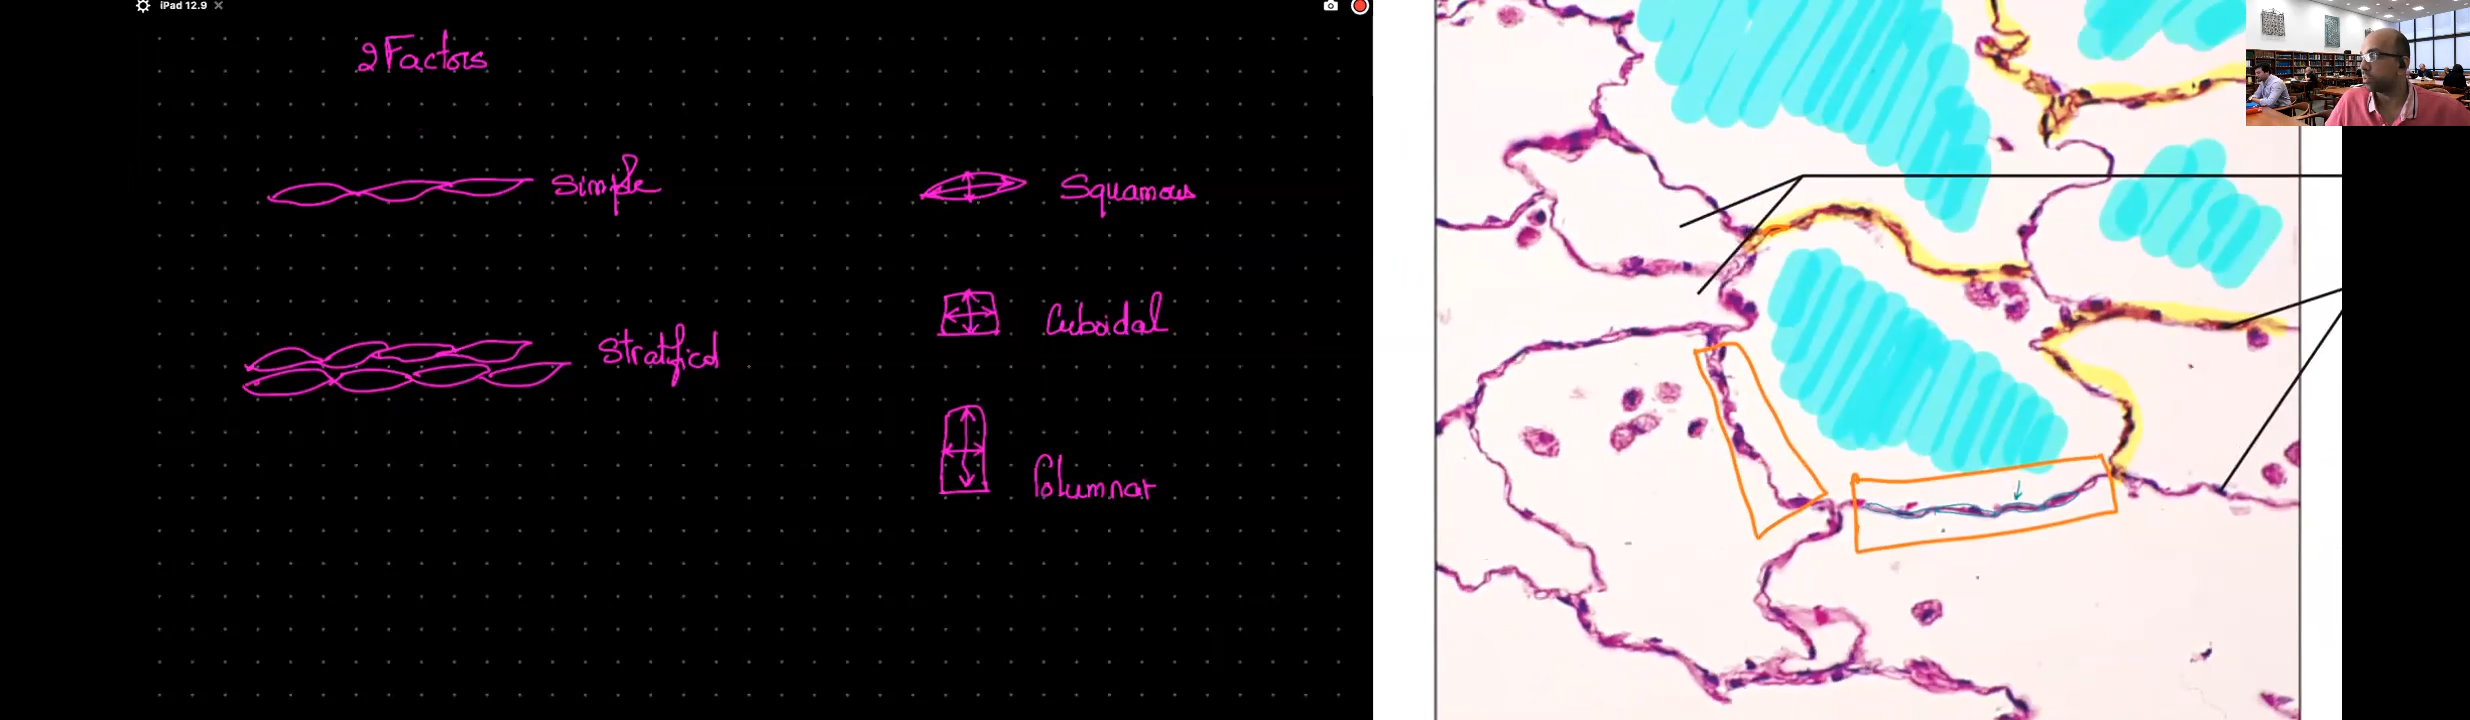 iPad 12.9
2 Factors
Simple
Stratified
Squamous
Cuboidal
Columnar